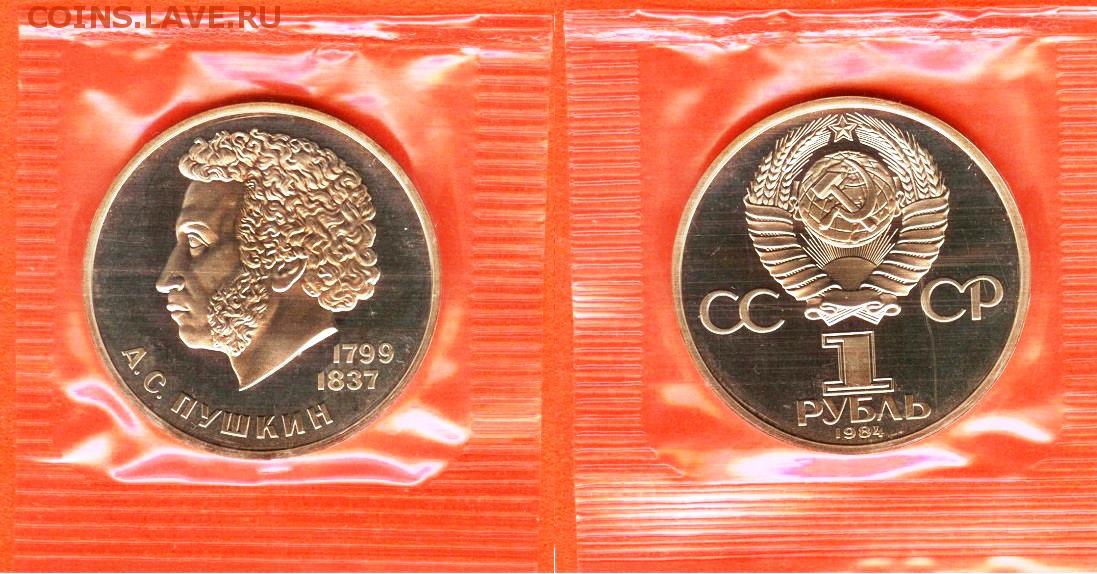 COINS.LAVE.RU
А.С. ПУШКИН
1799
1837
СС СР
1
РУБЛЬ
1984